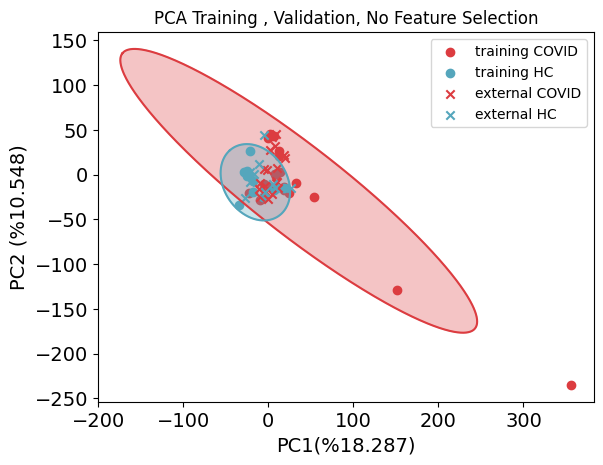 PCA Training , Validation, No Feature Selection
training COVID
training HC
external COVID
external HC
PC2 (%10.548)
150
100
50
0
−50
−100
−150
−200
−250
−200
−100
0
100
200
300
PC1(%18.287)